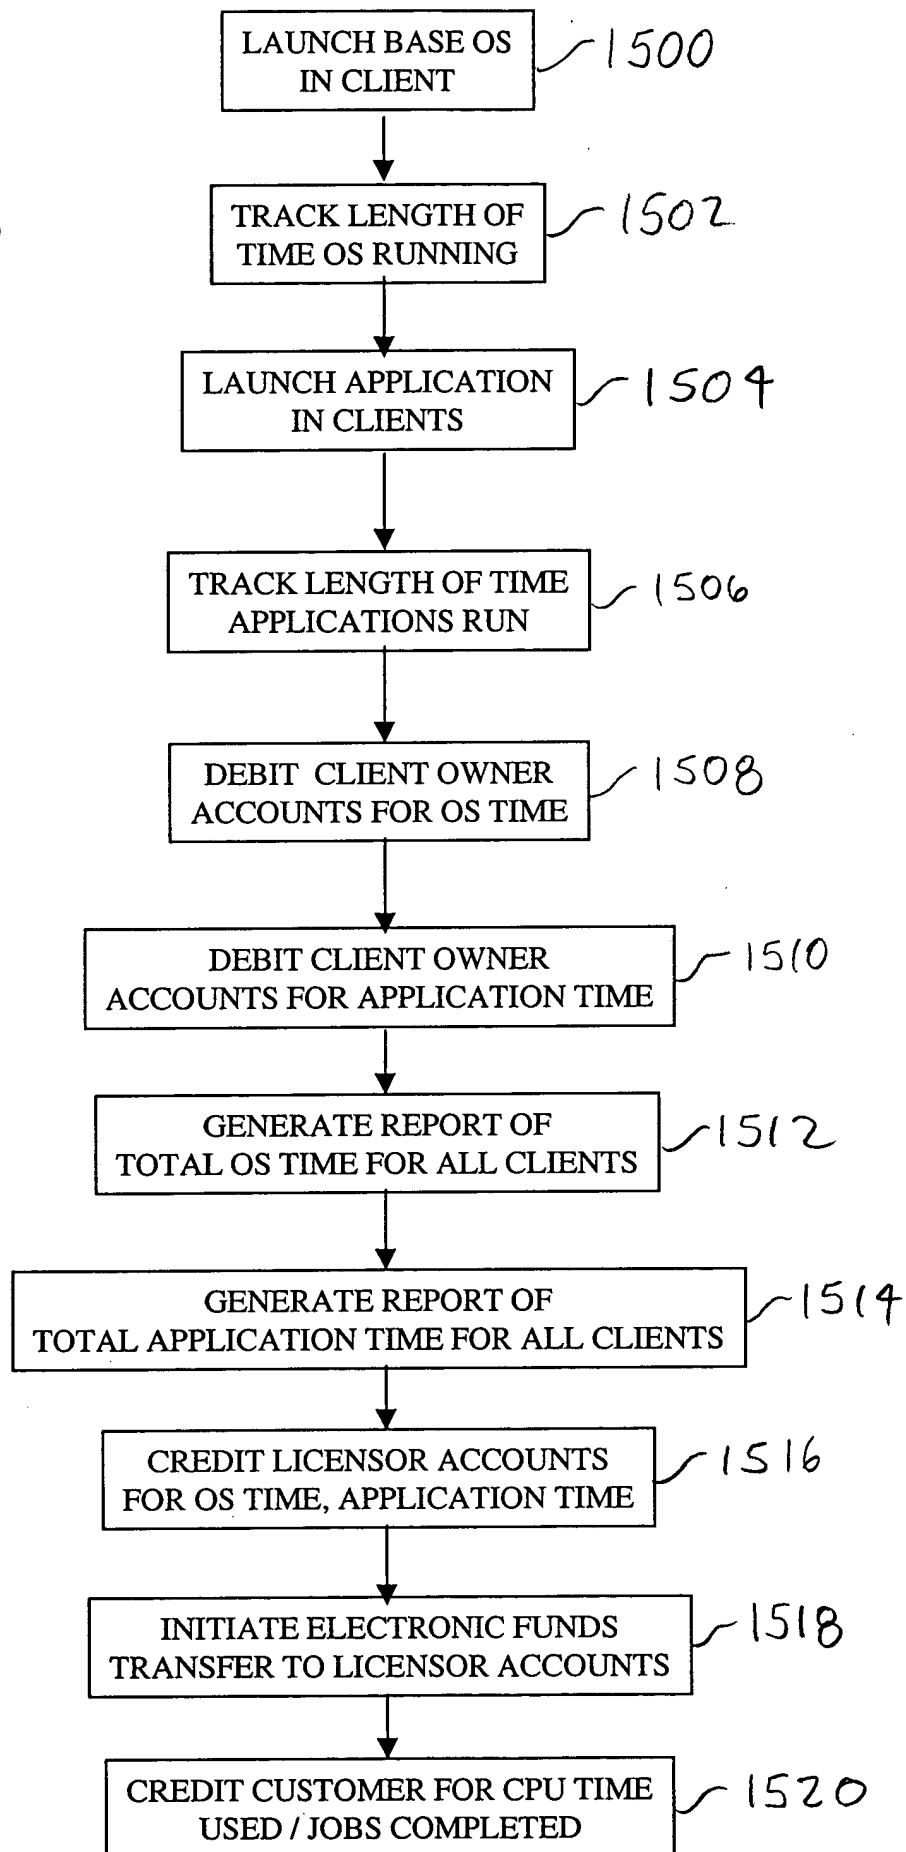 LAUNCH BASE OS
IN CLIENT
1500
TRACK LENGTH OF
TIME OS RUNNING
1502
LAUNCH APPLICATION
IN CLIENTS
1504
TRACK LENGTH OF TIME
APPLICATIONS RUN
1506
DEBIT CLIENT OWNER
ACCOUNTS FOR OS TIME
1508
DEBIT CLIENT OWNER
ACCOUNTS FOR APPLICATION TIME
1510
GENERATE REPORT OF
TOTAL OS TIME FOR ALL CLIENTS
1512
GENERATE REPORT OF
TOTAL APPLICATION TIME FOR ALL CLIENTS
1514
CREDIT LICENSOR ACCOUNTS
FOR OS TIME, APPLICATION TIME
1516
INITIATE ELECTRONIC FUNDS
TRANSFER TO LICENSOR ACCOUNTS
1518
CREDIT CUSTOMER FOR CPU TIME
USED / JOBS COMPLETED
1520